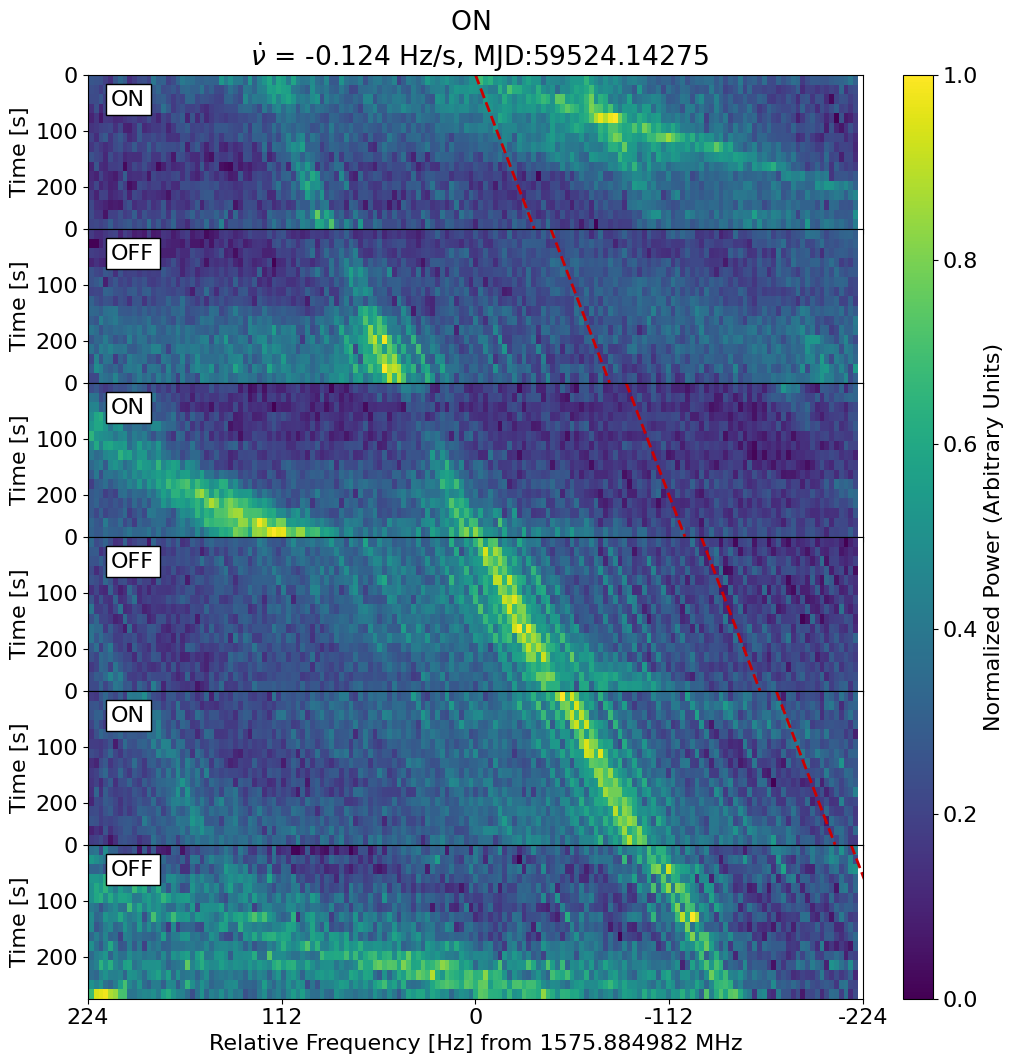 ON
ν̇ = -0.124 Hz/s, MJD:59524.14275
0
ON
100
200
Time [s]
0
OFF
100
200
Time [s]
0
ON
100
200
Time [s]
0
OFF
100
200
Time [s]
0
ON
100
200
Time [s]
0
OFF
100
200
Time [s]
224 112 0 -112 -224
Relative Frequency [Hz] from 1575.884982 MHz
1.0
0.8
0.6
0.4
0.2
0.0
Normalized Power (Arbitrary Units)